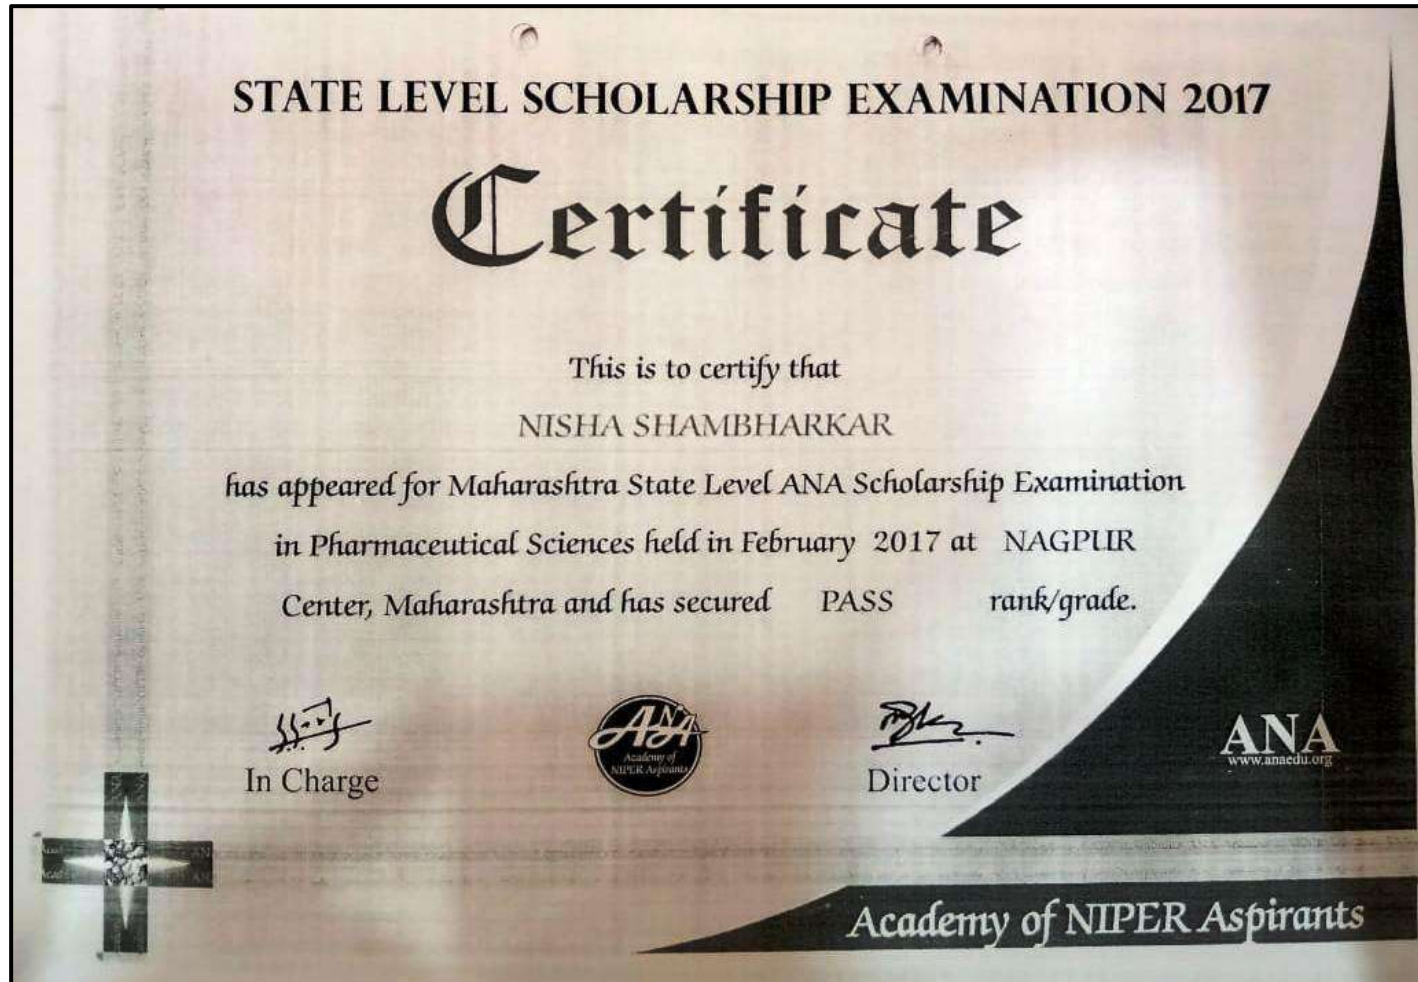 STATE LEVEL SCHOLARSHIP EXAMINATION 2017
Certificate
This is to certify that
NISHA SHAMBHARKAR
has appeared for Maharashtra State Level ANA Scholarship Examination
in Pharmaceutical Sciences held in February 2017 at NAGPUR
Center, Maharashtra and has secured PASS rank/grade.
In Charge
ANA
Academy of
NIPER Aspirants
Director
ANA
www.anaedu.org
Academy of NIPER Aspirants